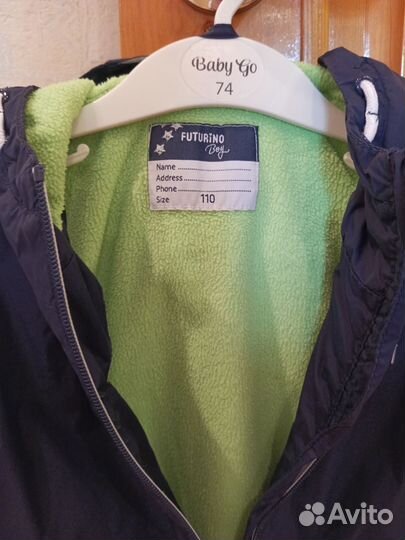 Baby Go
74
FUTURINO
Boy
Name
Address
Phone
Size 110
Avito